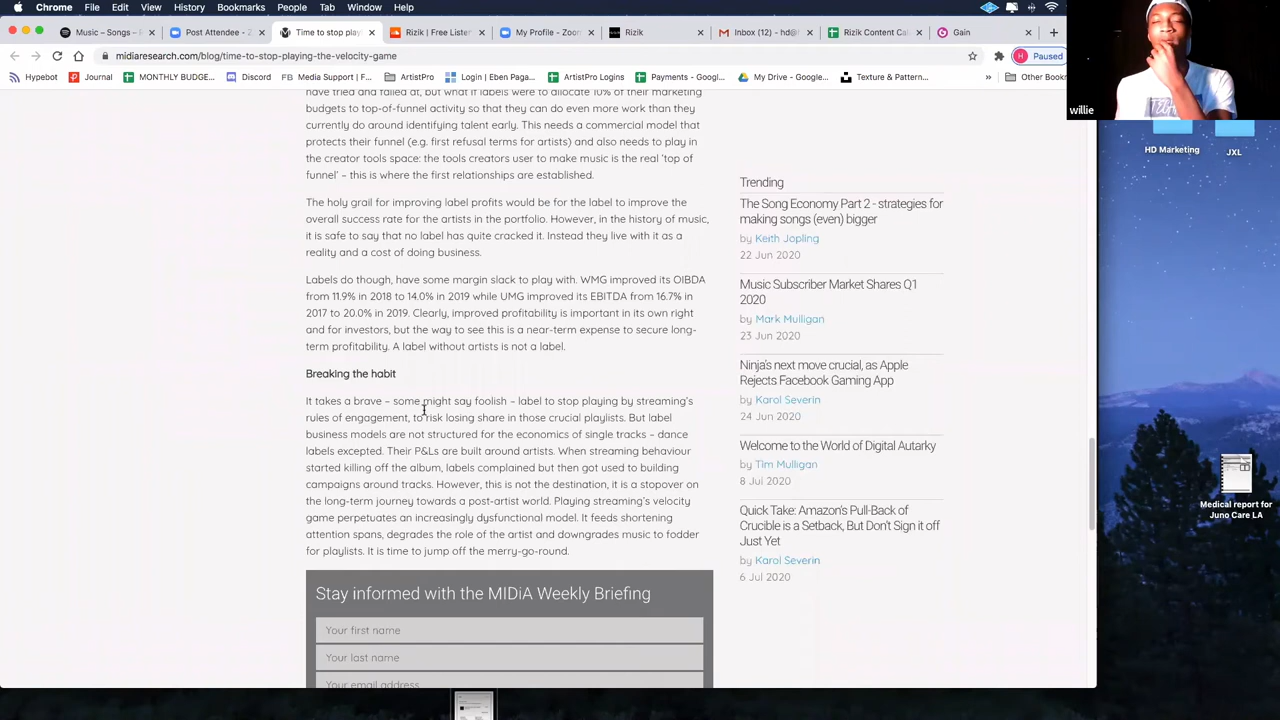 Chrome File Edit View History Bookmarks People Tab Window Help
Music – Songs – R
Post Attendee - Z
Time to stop play
Rizik | Free Listen
My Profile - Zoom
Rizik
Inbox (12) - hd@
Rizik Content Cal
Gain
midiaresearch.com/blog/time-to-stop-playing-the-velocity-game
Paused
Hypebot Journal MONTHLY BUDGE... Discord Media Support | F... ArtistPro Login | Eben Paga... ArtistPro Logins Payments - Googl... My Drive - Google... Texture & Pattern... Other Bookm
have tried and failed at, but what if labels were to allocate 10% of their marketing
budgets to top-of-funnel activity so that they can do even more work than they
currently do around identifying talent early. This needs a commercial model that
protects their funnel (e.g. first refusal terms for artists) and also needs to play in
the creator tools space: the tools creators user to make music is the real 'top of
funnel' – this is where the first relationships are established.
The holy grail for improving label profits would be for the label to improve the
overall success rate for the artists in the portfolio. However, in the history of music,
it is safe to say that no label has quite cracked it. Instead they live with it as a
reality and a cost of doing business.
Labels do though, have some margin slack to play with. WMG improved its OIBDA
from 11.9% in 2018 to 14.0% in 2019 while UMG improved its EBITDA from 16.7% in
2017 to 20.0% in 2019. Clearly, improved profitability is important in its own right
and for investors, but the way to see this is a near-term expense to secure long-
term profitability. A label without artists is not a label.
Breaking the habit
It takes a brave – some might say foolish – label to stop playing by streaming's
rules of engagement, to risk losing share in those crucial playlists. But label
business models are not structured for the economics of single tracks – dance
labels excepted. Their P&Ls are built around artists. When streaming behaviour
started killing off the album, labels complained but then got used to building
campaigns around tracks. However, this is not the destination, it is a stopover on
the long-term journey towards a post-artist world. Playing streaming's velocity
game perpetuates an increasingly dysfunctional model. It feeds shortening
attention spans, degrades the role of the artist and downgrades music to fodder
for playlists. It is time to jump off the merry-go-round.
Stay informed with the MIDiA Weekly Briefing
Your first name
Your last name
Your email address
Trending
The Song Economy Part 2 - strategies for
making songs (even) bigger
by Keith Jopling
22 Jun 2020
Music Subscriber Market Shares Q1
2020
by Mark Mulligan
23 Jun 2020
Ninja's next move crucial, as Apple
Rejects Facebook Gaming App
by Karol Severin
24 Jun 2020
Welcome to the World of Digital Autarky
by Tim Mulligan
8 Jul 2020
Quick Take: Amazon's Pull-Back of
Crucible is a Setback, But Don't Sign it off
Just Yet
by Karol Severin
6 Jul 2020
willie
HD Marketing
JXL
Medical report for
Juno Care LA